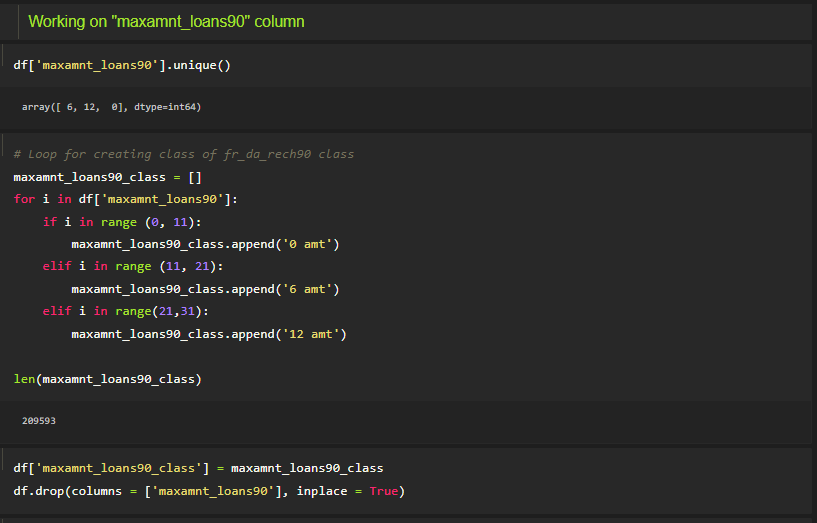 Working on "maxamnt_loans90" column
df['maxamnt_loans90'].unique()
array([ 6, 12,  0], dtype=int64)
# Loop for creating class of fr_da_rech90 class
maxamnt_loans90_class = []
for i in df['maxamnt_loans90']:
    if i in range (0, 11):
        maxamnt_loans90_class.append('0 amt')
    elif i in range (11, 21):
        maxamnt_loans90_class.append('6 amt')
    elif i in range(21,31):
        maxamnt_loans90_class.append('12 amt')
len(maxamnt_loans90_class)
209593
df['maxamnt_loans90_class'] = maxamnt_loans90_class
df.drop(columns = ['maxamnt_loans90'], inplace = True)